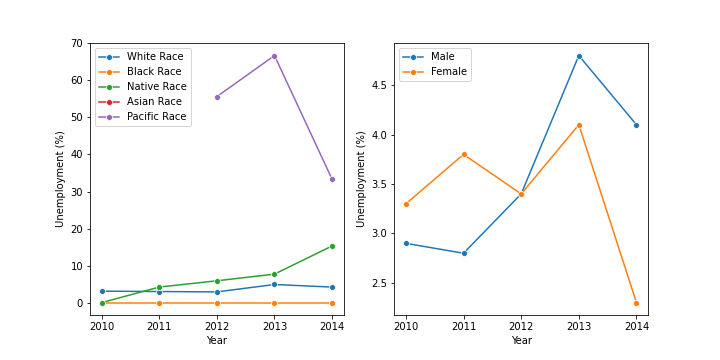 White Race
Black Race
Native Race
Asian Race
Pacific Race
70
60
50
40
30
20
10
0
Unemployment (%)
2010 2011 2012 2013 2014
Year
Male
Female
4.5
4.0
3.5
3.0
2.5
Unemployment (%)
2010 2011 2012 2013 2014
Year